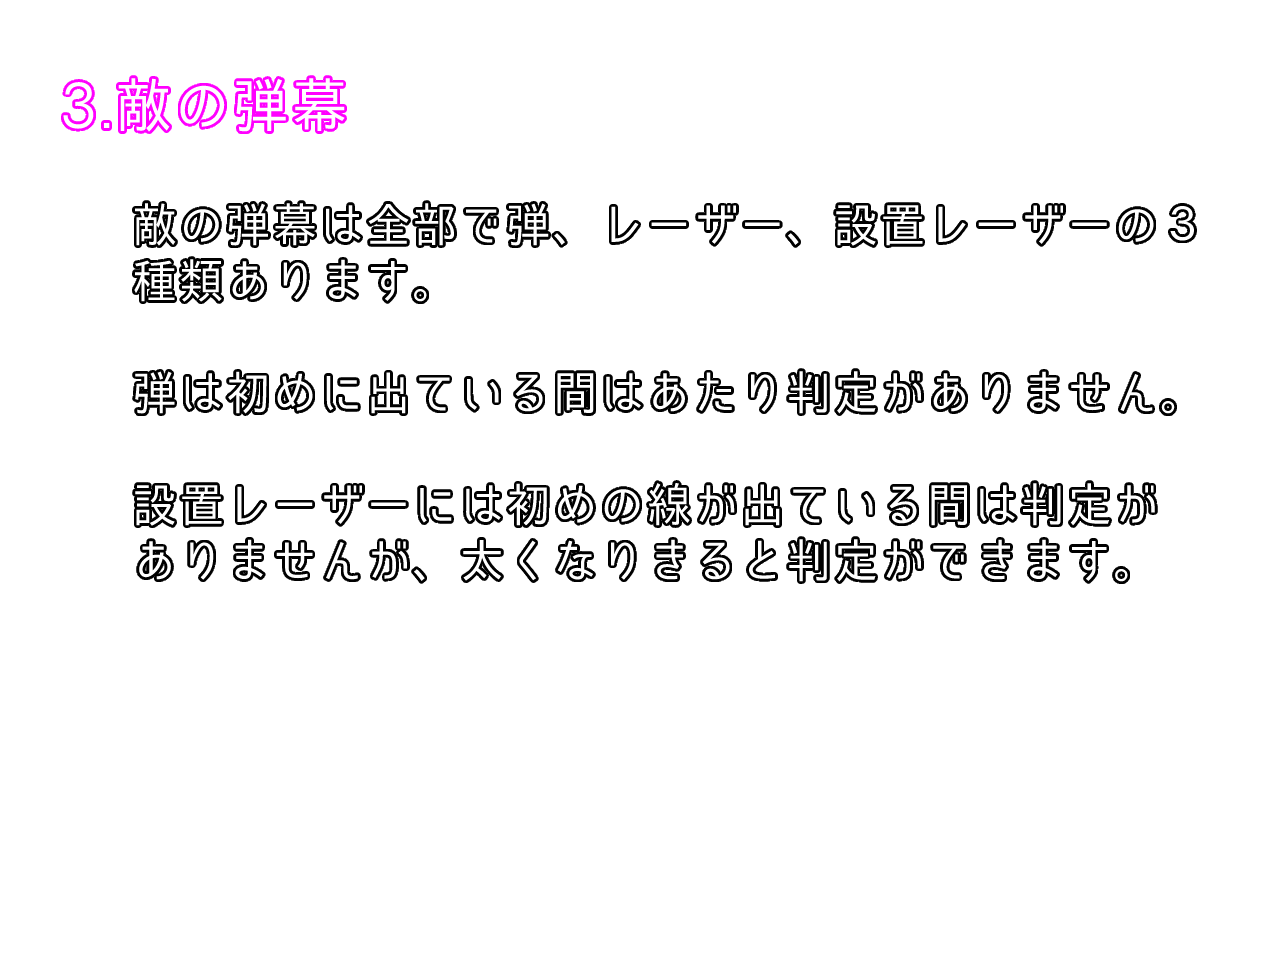 3.敵の弾幕
敵の弾幕は全部で弾、レーザー、設置レーザーの３
種類あります。
弾は初めに出ている間はあたり判定がありません。
設置レーザーには初めの線が出ている間は判定が
ありませんが、太くなりきると判定ができます。